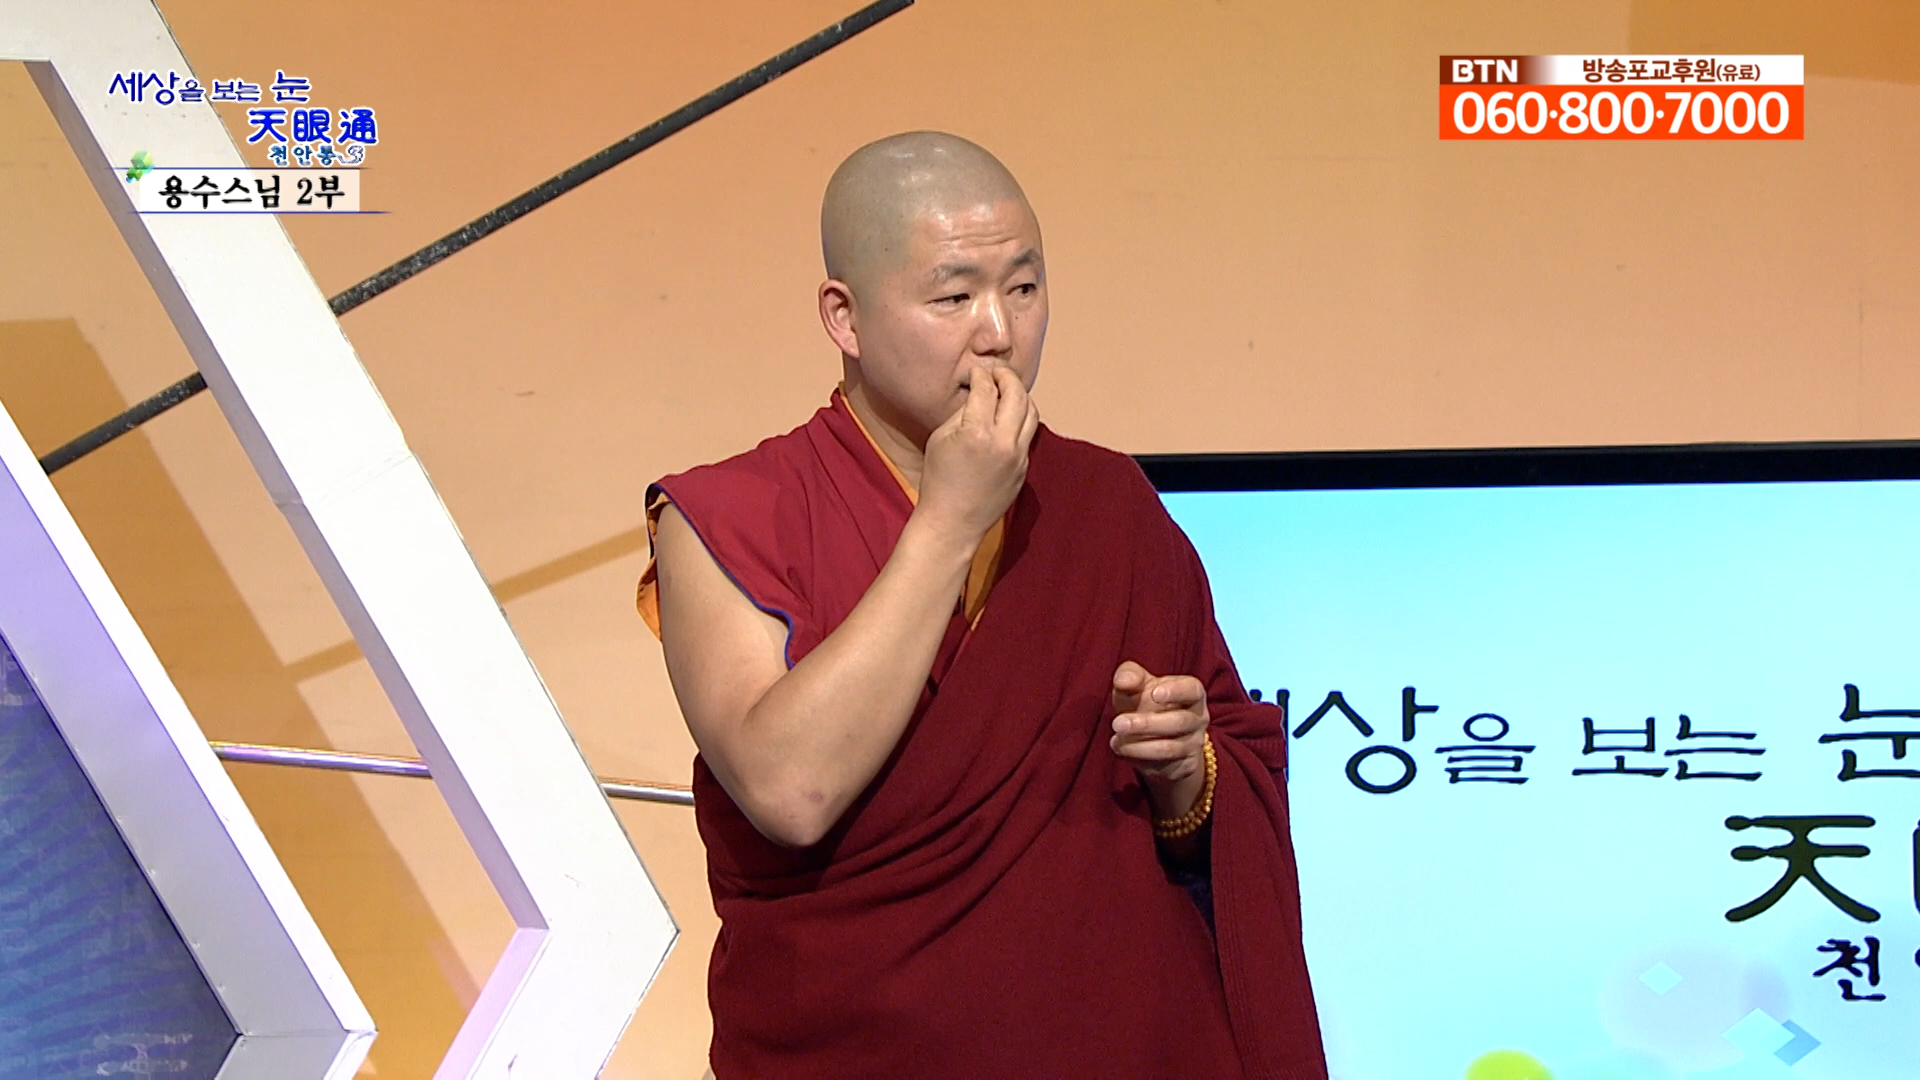 세상을 보는 눈
天眼通
천안통3
용수스님 2부
BTN 방송포교후원(유료)
060·800·7000
세상을 보는 눈
天
천